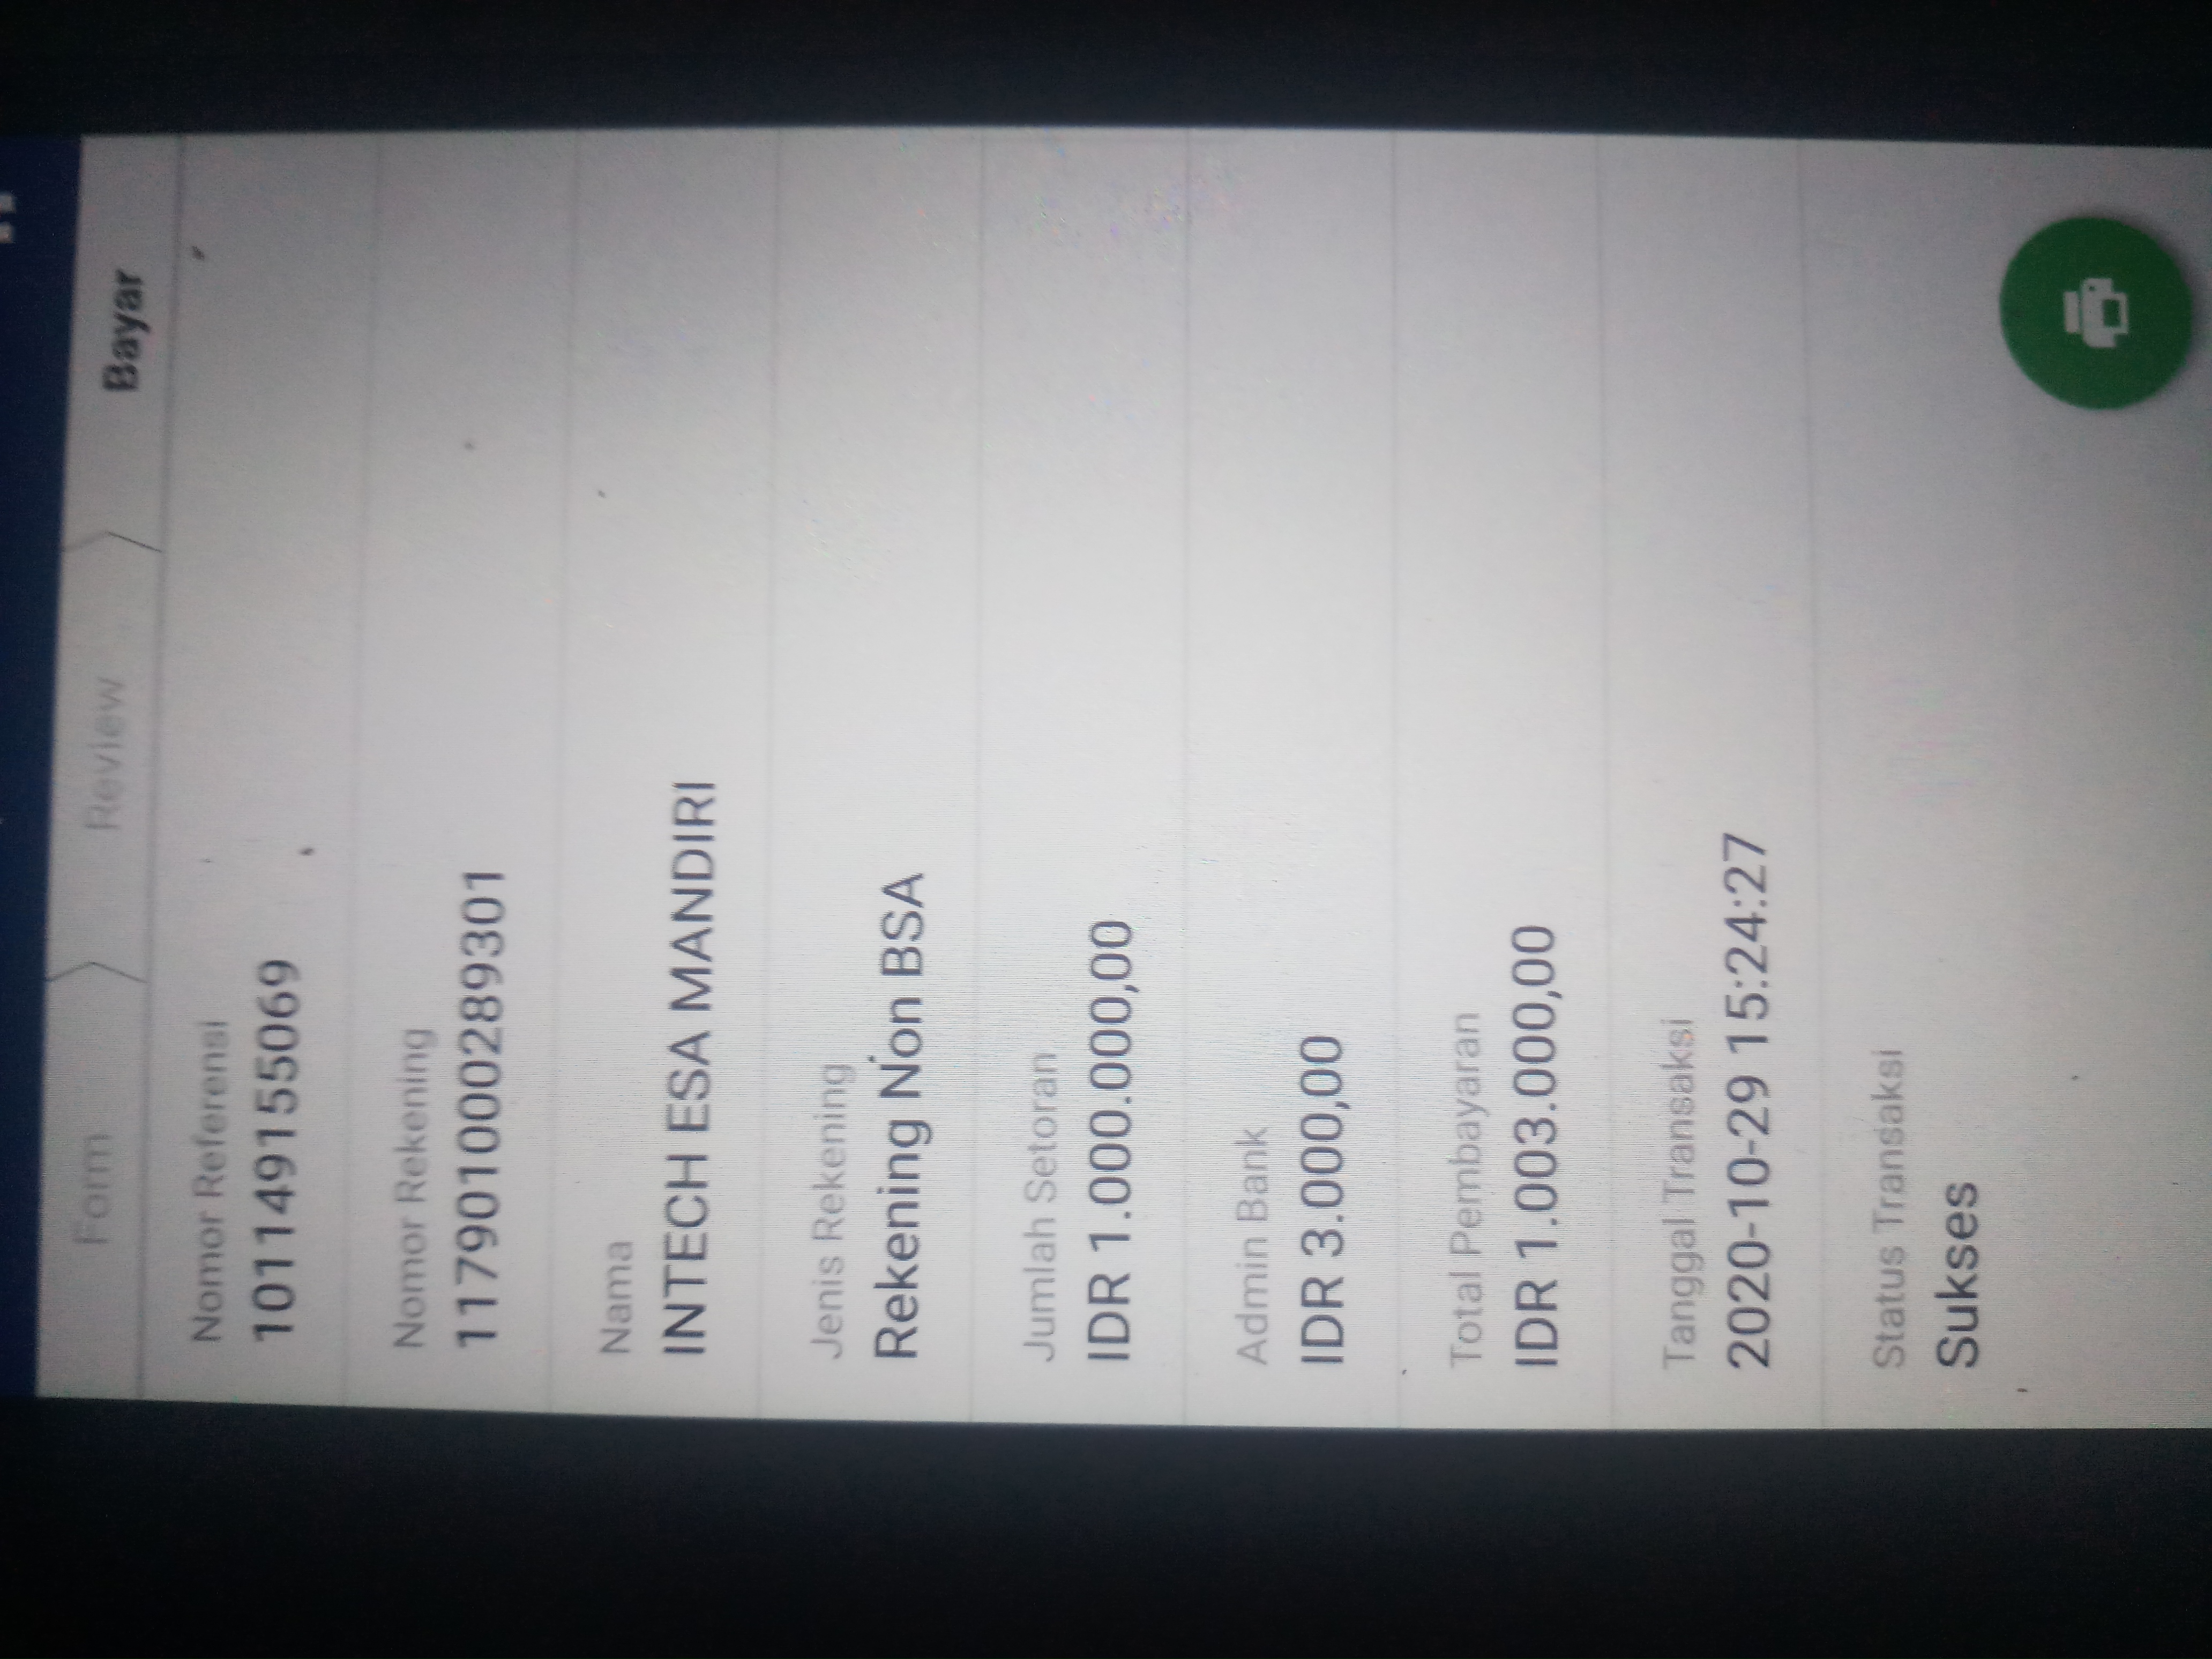 Form
Review
Bayar
Nomor Referensi
101149155069
Nomor Rekening
117901000289301
Nama
INTECH ESA MANDIRI
Jenis Rekening
Rekening Non BSA
Jumlah Setoran
IDR 1.000.000,00
Admin Bank
IDR 3.000,00
Total Pembayaran
IDR 1.003.000,00
Tanggal Transaksi
2020-10-29 15:24:27
Status Transaksi
Sukses